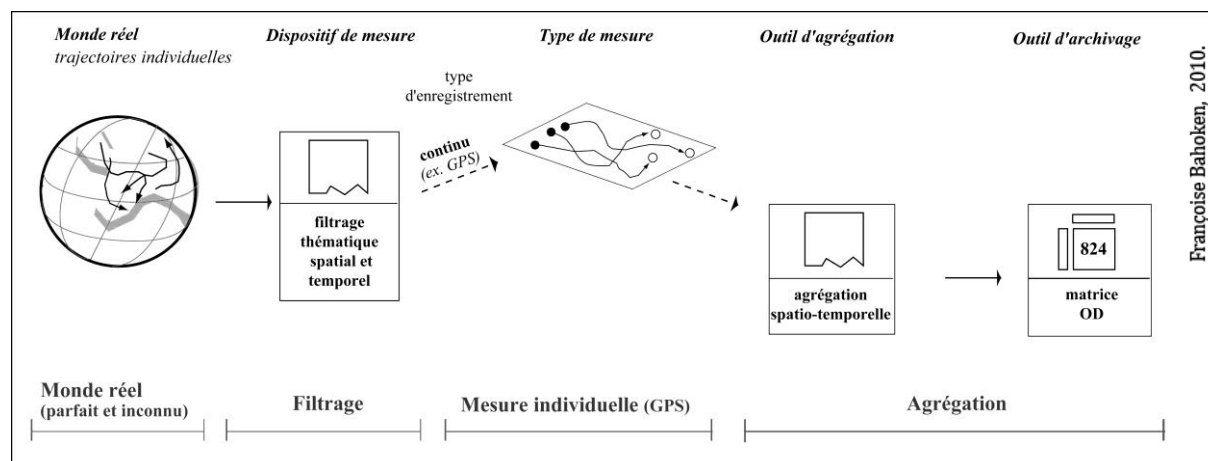 Monde réel
trajectoires individuelles
Dispositif de mesure
Type de mesure
Outil d'agrégation
Outil d'archivage
type
d'enregistrement
continu
(ex. GPS)
filtrage
thématique
spatial et
temporel
agrégation
spatio-temporelle
824
matrice
OD
Monde réel
(parfait et inconnu)
Filtrage
Mesure individuelle (GPS)
Agrégation
Françoise Bahoken, 2010.